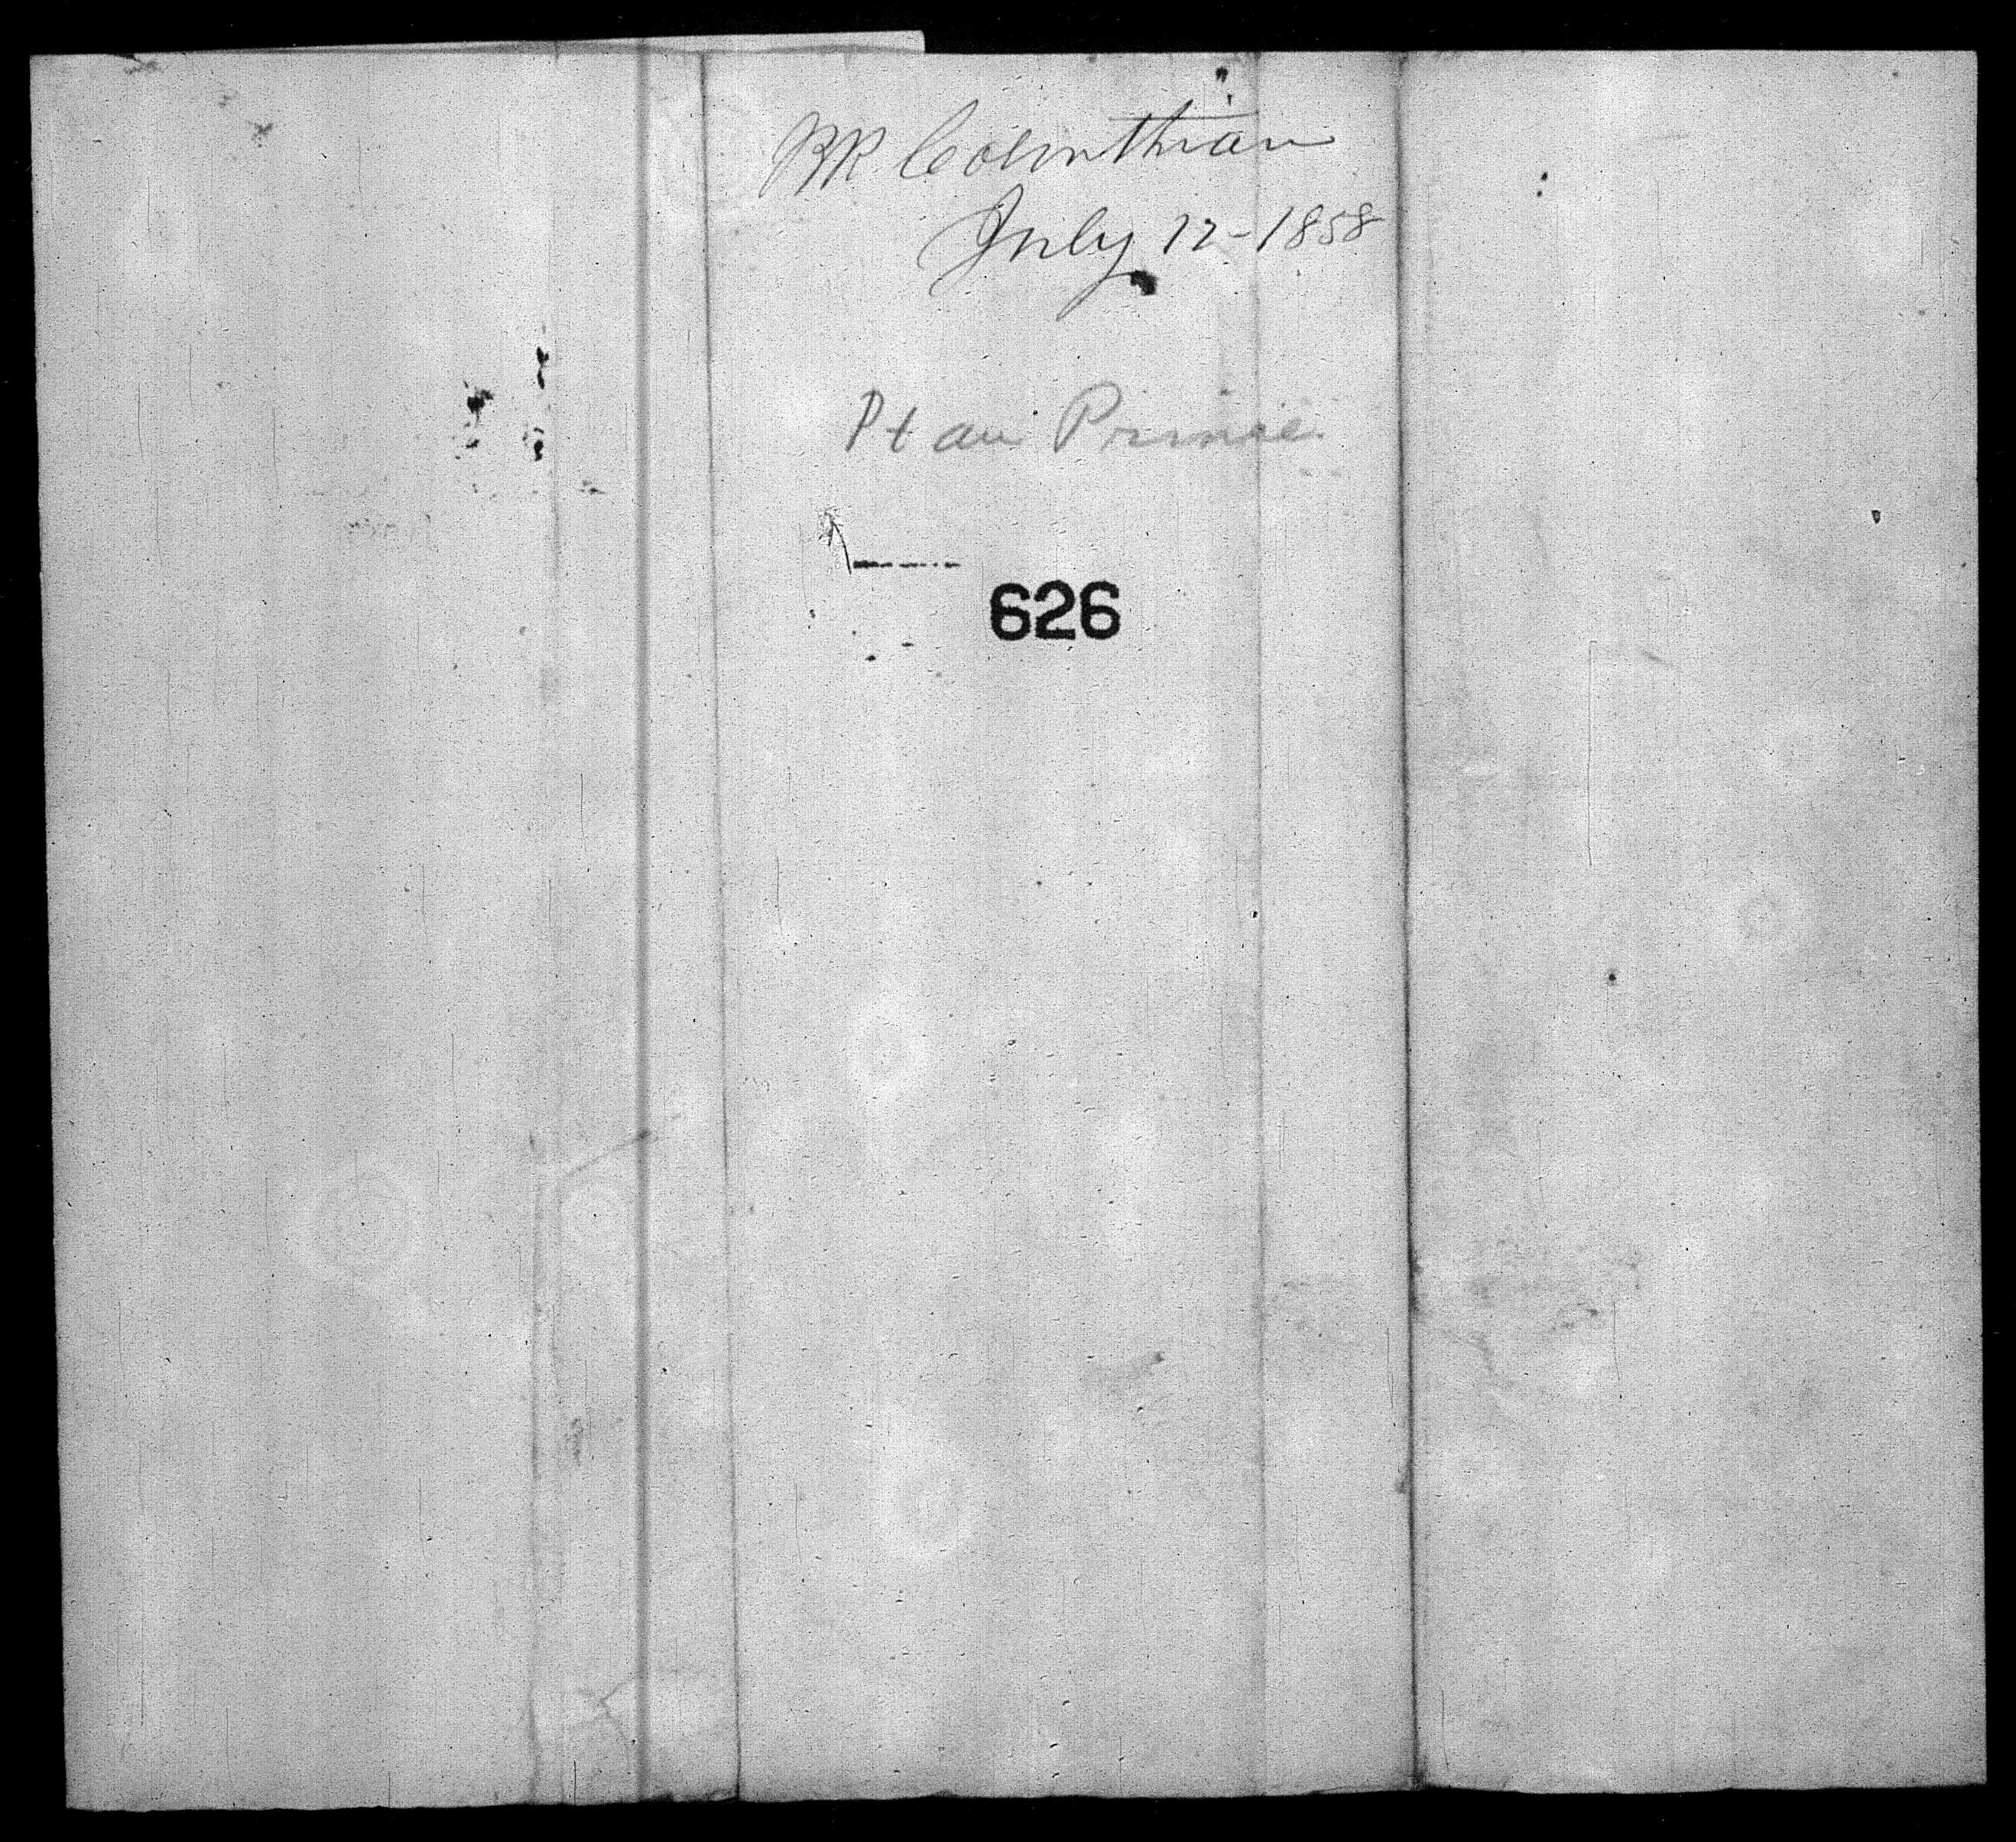 BK Corinthian
July 12-1858
Pt au Prince
626